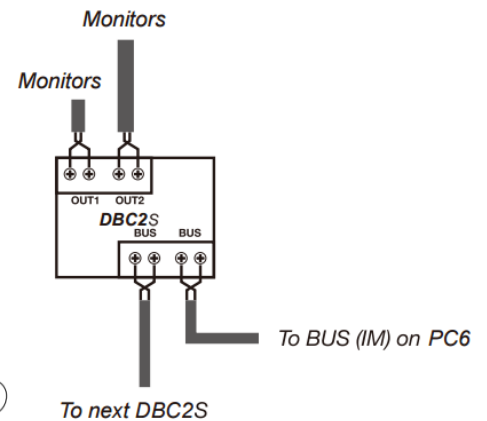 Monitors
Monitors
OUT1 OUT2
DBC2S
BUS BUS
To BUS (IM) on PC6
To next DBC2S